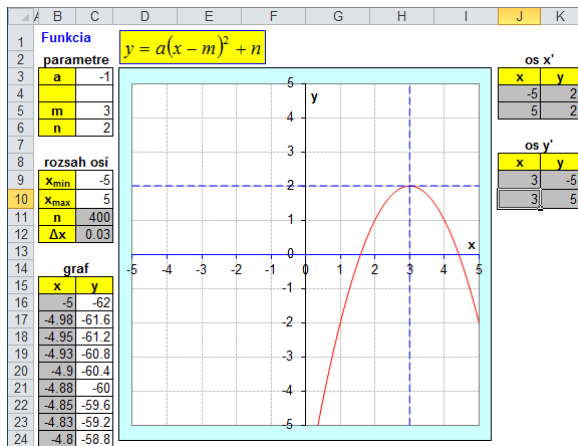 A B C D E F G H I J K
1 Funkcia y = a(x − m)² + n
2 parametre os x'
3 a -1 x y
4 -5 2
5 m 3 5 2
6 n 2
7 os y'
8 rozsah osí x y
9 xmin -5 3 -5
10 xmax 5 3 5
11 n 400
12 Δx 0.03
13
14 graf
15 x y
16 -5 -62
17 -4.98 -61.6
18 -4.95 -61.2
19 -4.93 -60.8
20 -4.9 -60.4
21 -4.88 -60
22 -4.85 -59.6
23 -4.83 -59.2
24 -4.8 -58.8
y
5
4
3
2
1
0
-1
-2
-3
-4
-5
x
-5 -4 -3 -2 -1 0 1 2 3 4 5